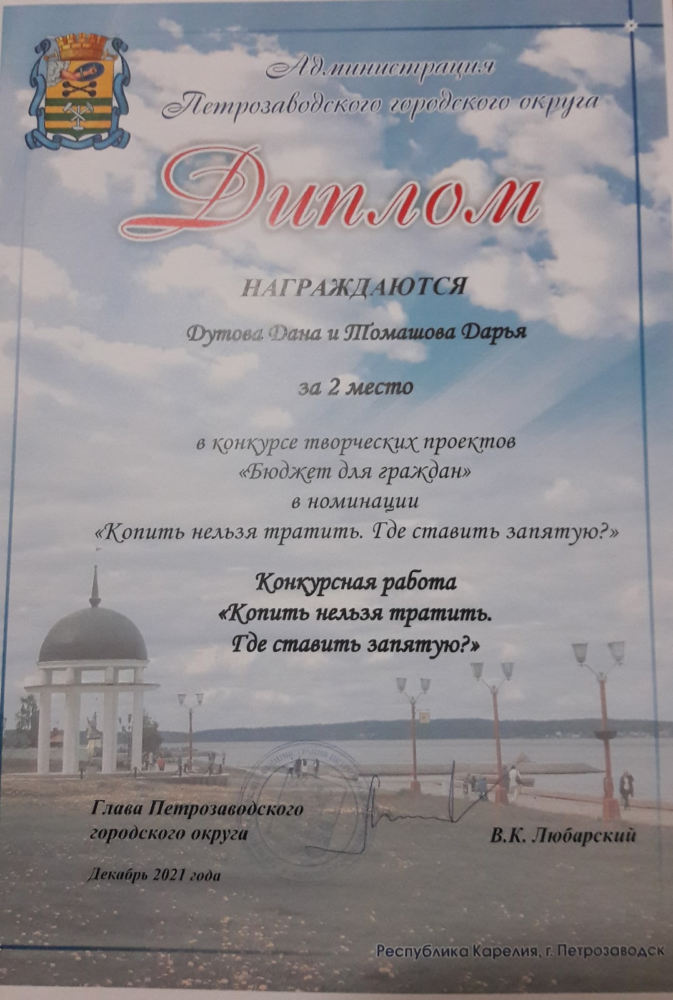 Администрация
Петрозаводского городского округа
Диплом
НАГРАЖДАЮТСЯ
Дутова Дана и Томашова Дарья
за 2 место
в конкурсе творческих проектов
«Бюджет для граждан»
в номинации
«Копить нельзя тратить. Где ставить запятую?»
Конкурсная работа
«Копить нельзя тратить.
Где ставить запятую?»
Глава Петрозаводского
городского округа
В.К. Любарский
Декабрь 2021 года
Республика Карелия, г. Петрозаводск